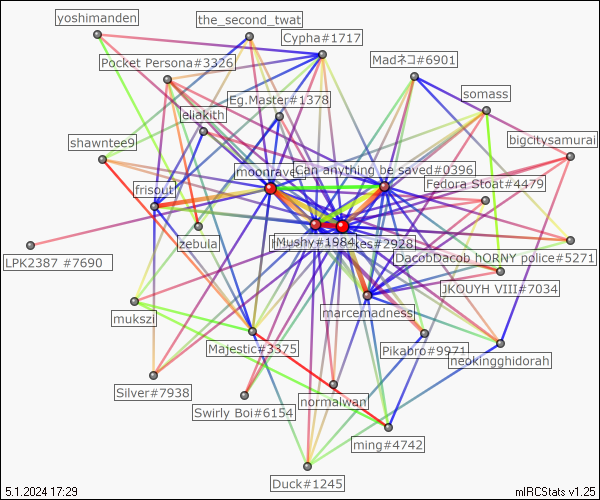 yoshimanden
the_second_twat
Cypha#1717
Pocket Persona#3326
Madネコ#6901
Eg.Master#1378
somass
eliakith
shawntee9
bigcitysamurai
moonrave
Can anything be saved#0396
frisout
Fedora Stoat#4479
Mushy#1984
kes#2928
zebula
LPK2387 #7690
DacobDacob hORNY police#5271
JKQUYH VIII#7034
mukszi
marcemadness
Majestic#3375
Pikabro#9971
neokingghidorah
Silver#7938
Swirly Boi#6154
normalwan
ming#4742
Duck#1245
5.1.2024 17:29
mIRCStats v1.25